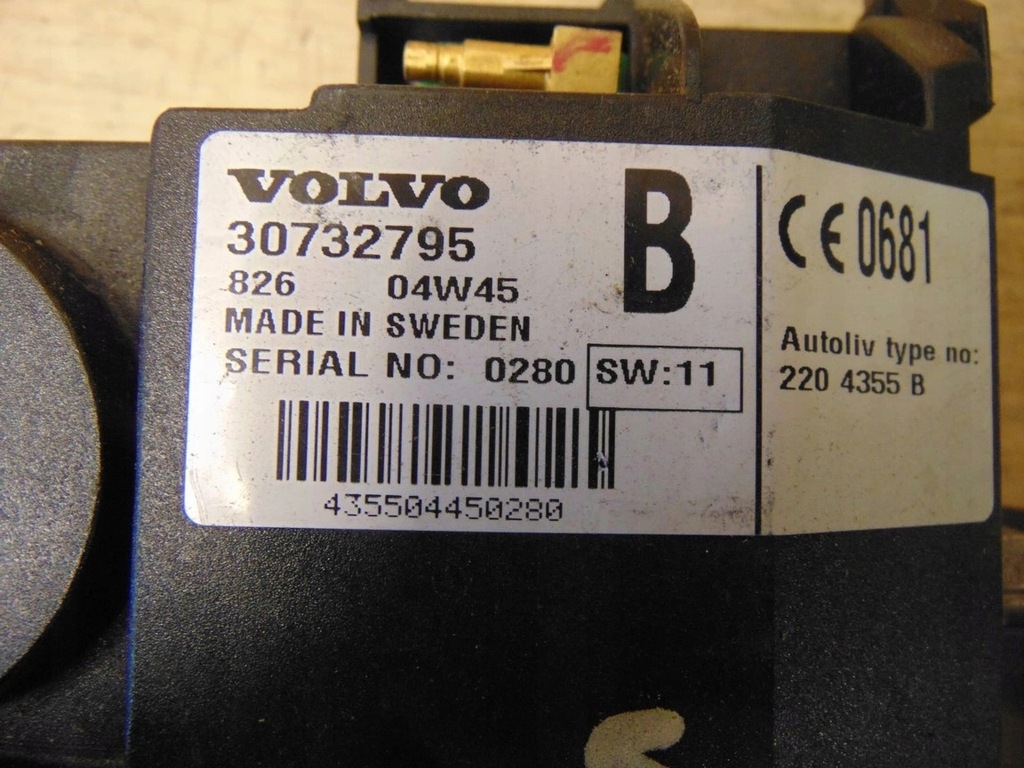 VOLVO
30732795
826 04W45
MADE IN SWEDEN
SERIAL NO: 0280 SW:11
435504450280
B
CE 0681
Autoliv type no:
220 4355 B